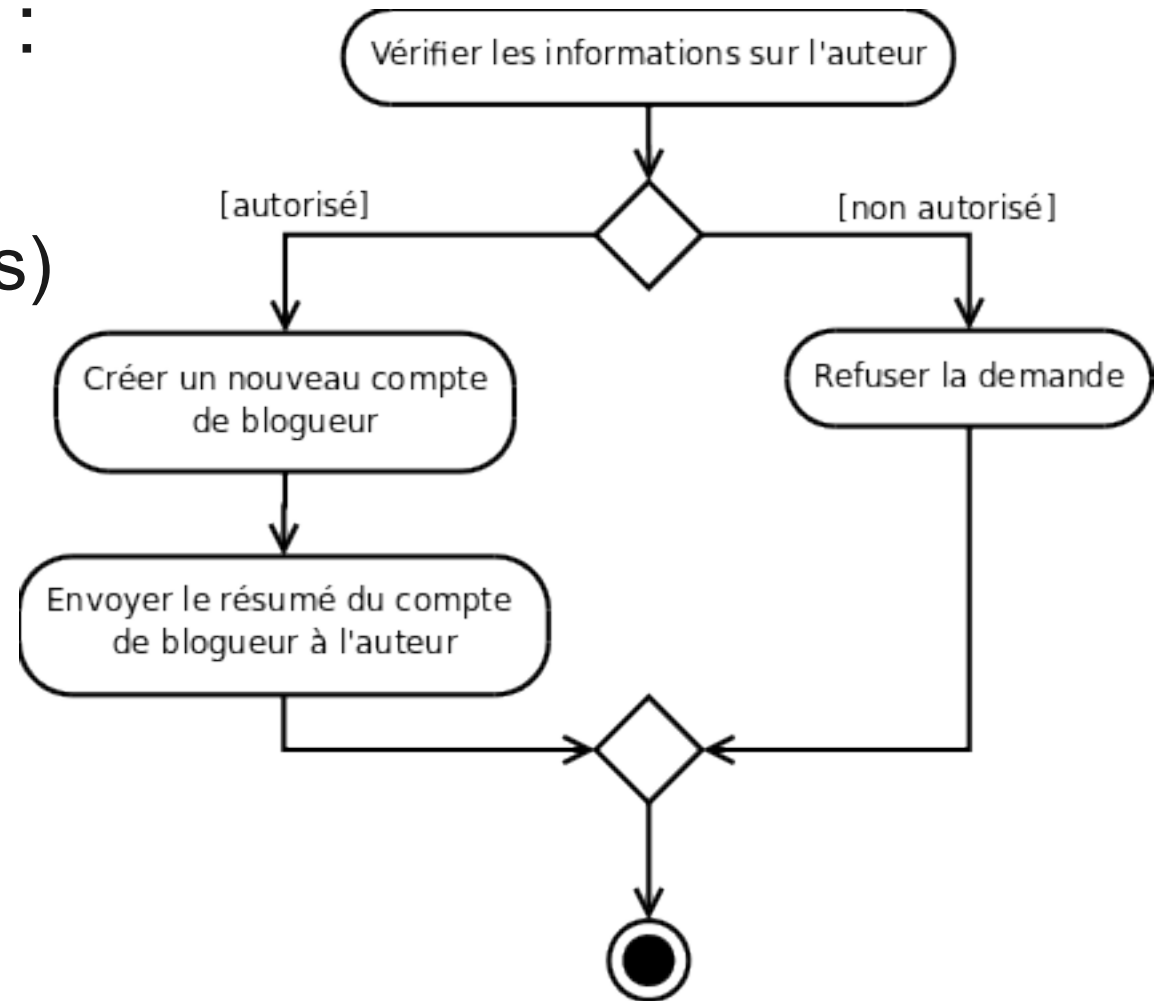 :
Vérifier les informations sur l'auteur
[autorisé]
[non autorisé]
s)
Créer un nouveau compte
de blogueur
Refuser la demande
Envoyer le résumé du compte
de blogueur à l'auteur